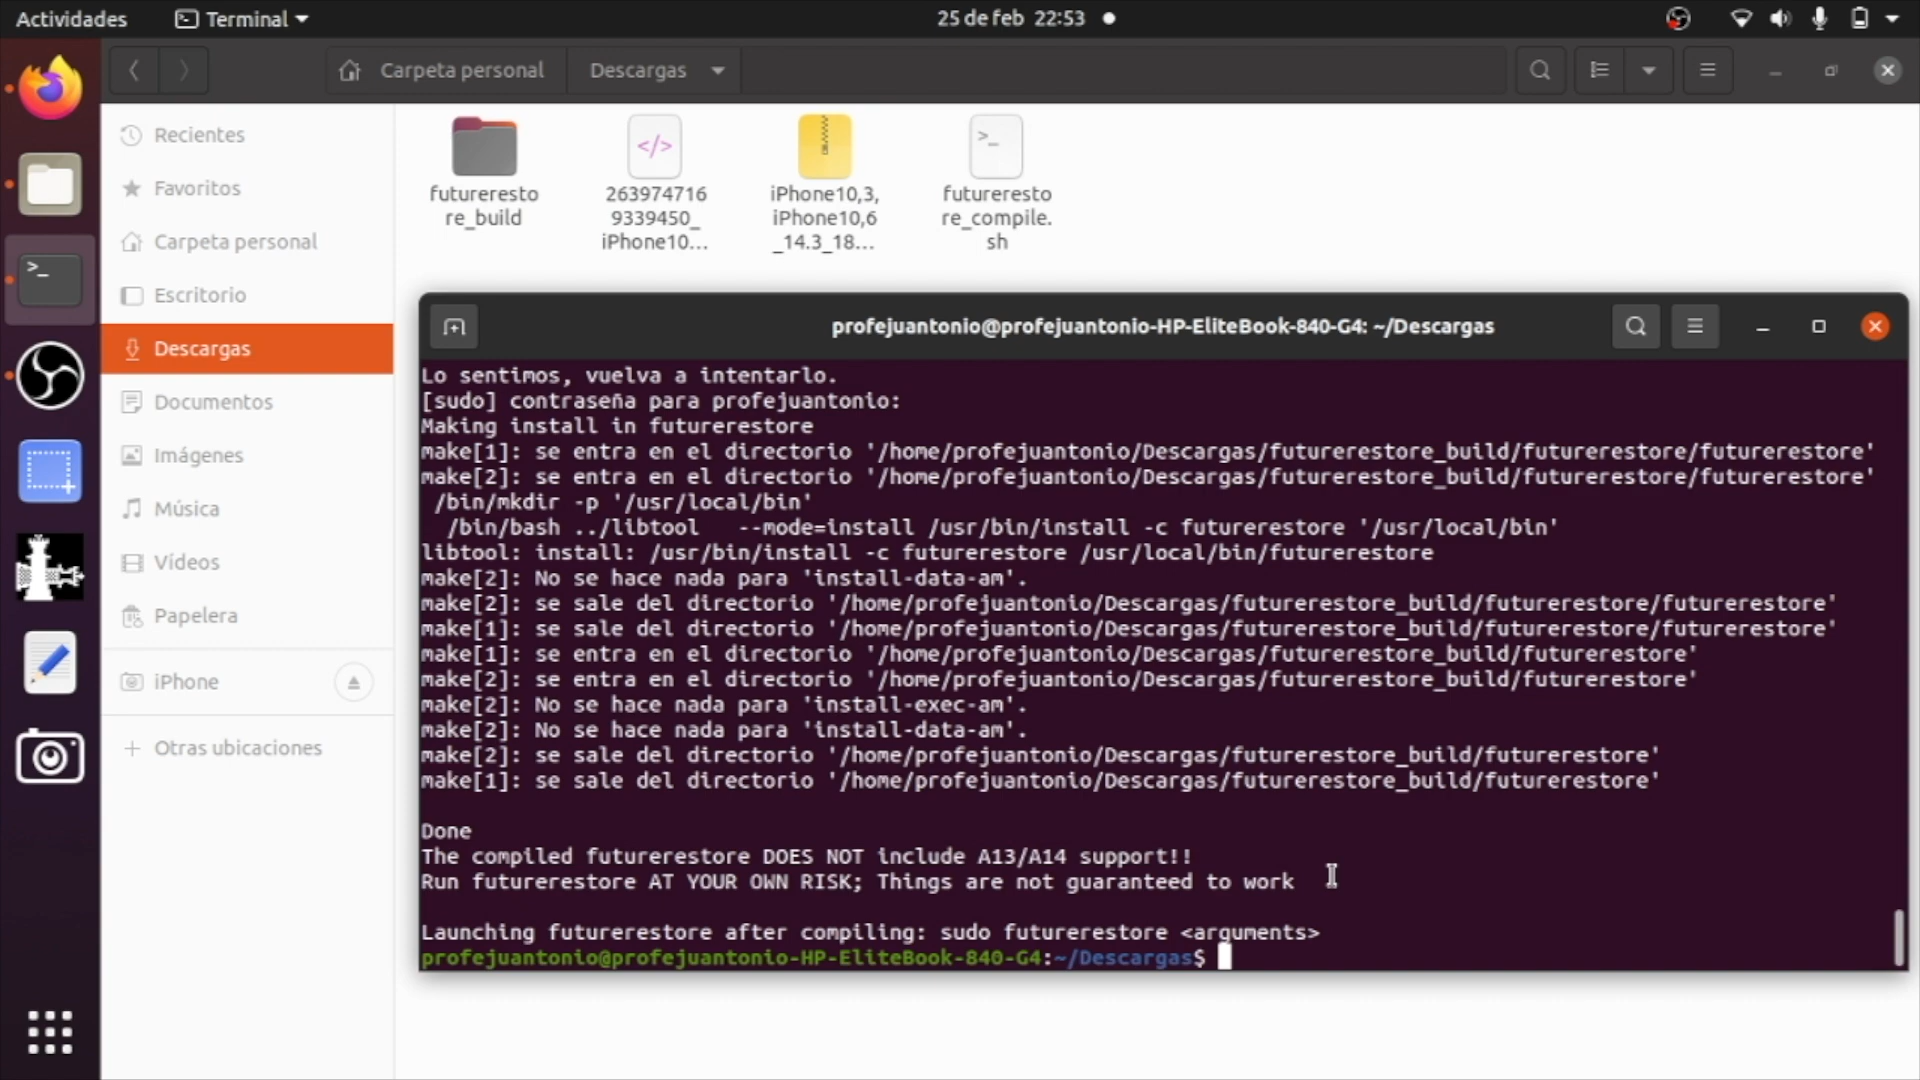 Actividades
Terminal
25 de feb 22:53
Carpeta personal
Descargas
Recientes
Favoritos
Carpeta personal
Escritorio
Descargas
Documentos
Imágenes
Música
Vídeos
Papelera
iPhone
Otras ubicaciones
futureresto
re_build
263974716
9339450_
iPhone10...
iPhone10,3,
iPhone10,6
_14.3_18...
futureresto
re_compile.
sh
profejuantonio@profejuantonio-HP-EliteBook-840-G4: ~/Descargas
Lo sentimos, vuelva a intentarlo.
[sudo] contraseña para profejuantonio:
Making install in futurerestore
make[1]: se entra en el directorio '/home/profejuantonio/Descargas/futurerestore_build/futurerestore/futurerestore'
make[2]: se entra en el directorio '/home/profejuantonio/Descargas/futurerestore_build/futurerestore/futurerestore'
/bin/mkdir -p '/usr/local/bin'
/bin/bash ../libtool --mode=install /usr/bin/install -c futurerestore '/usr/local/bin'
libtool: install: /usr/bin/install -c futurerestore /usr/local/bin/futurerestore
make[2]: No se hace nada para 'install-data-am'.
make[2]: se sale del directorio '/home/profejuantonio/Descargas/futurerestore_build/futurerestore/futurerestore'
make[1]: se sale del directorio '/home/profejuantonio/Descargas/futurerestore_build/futurerestore/futurerestore'
make[1]: se entra en el directorio '/home/profejuantonio/Descargas/futurerestore_build/futurerestore'
make[2]: se entra en el directorio '/home/profejuantonio/Descargas/futurerestore_build/futurerestore'
make[2]: No se hace nada para 'install-exec-am'.
make[2]: No se hace nada para 'install-data-am'.
make[2]: se sale del directorio '/home/profejuantonio/Descargas/futurerestore_build/futurerestore'
make[1]: se sale del directorio '/home/profejuantonio/Descargas/futurerestore_build/futurerestore'
Done
The compiled futurerestore DOES NOT include A13/A14 support!!
Run futurerestore AT YOUR OWN RISK; Things are not guaranteed to work
Launching futurerestore after compiling: sudo futurerestore <arguments>
profejuantonio@profejuantonio-HP-EliteBook-840-G4:~/Descargas$